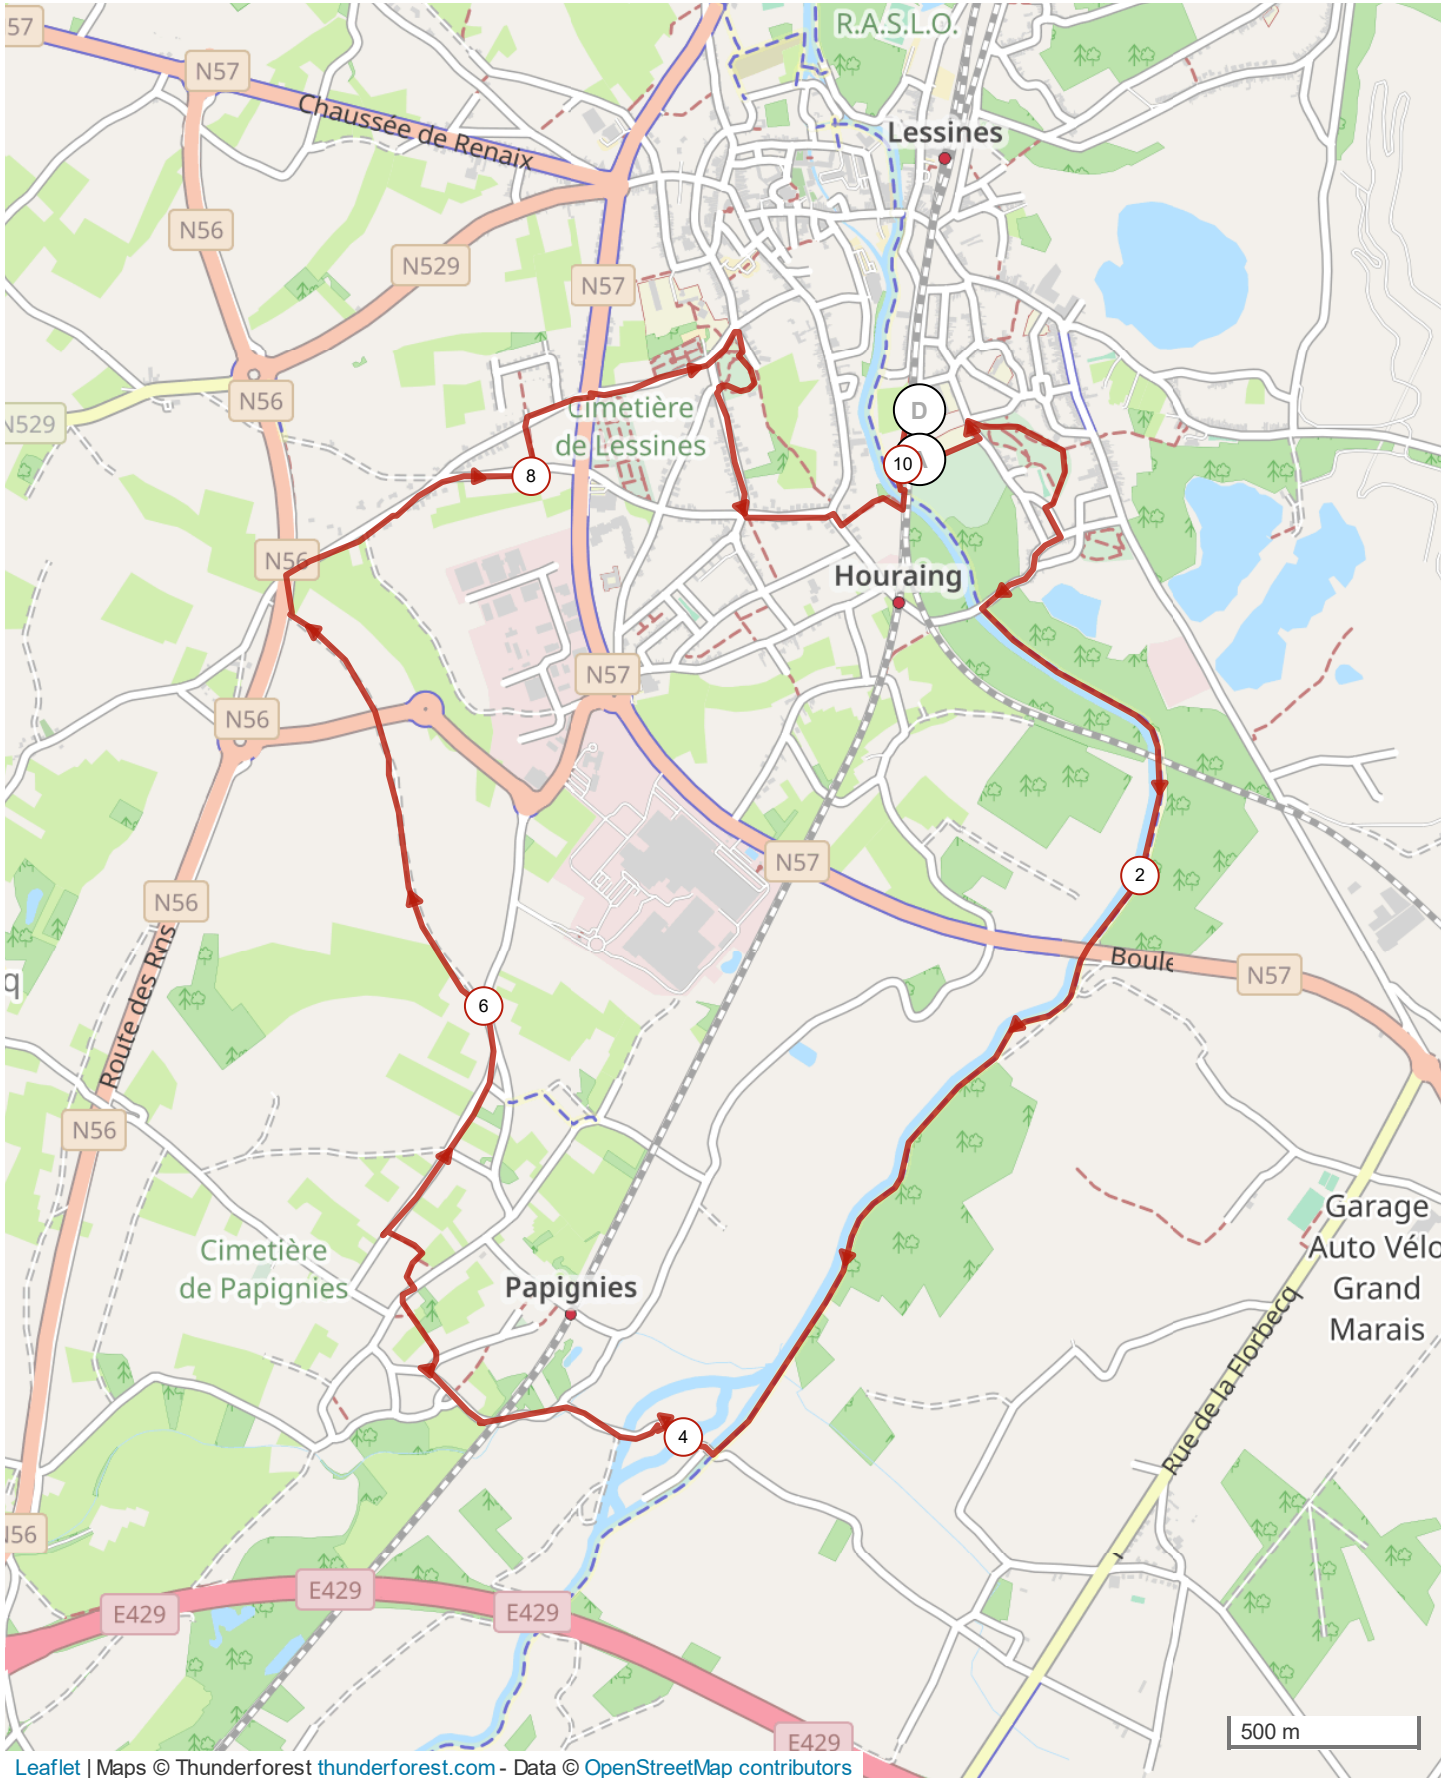 57
R.A.S.L.O.
N57
Chaussée de Renaix
Lessines
N56
N529
N57
N56
N529
D
Cimetière
de Lessines
10
8
N56
Houraing
N57
N56
N57
2
N56
Boule
N57
q
6
Route des Rns
N56
Garage
Auto Vélo
Grand
Marais
Cimetière
de Papignies
Papignies
Rue de la Florbecq
4
N56
E429
E429
E429
E429
500 m
Leaflet | Maps © Thunderforest thunderforest.com - Data © OpenStreetMap contributors